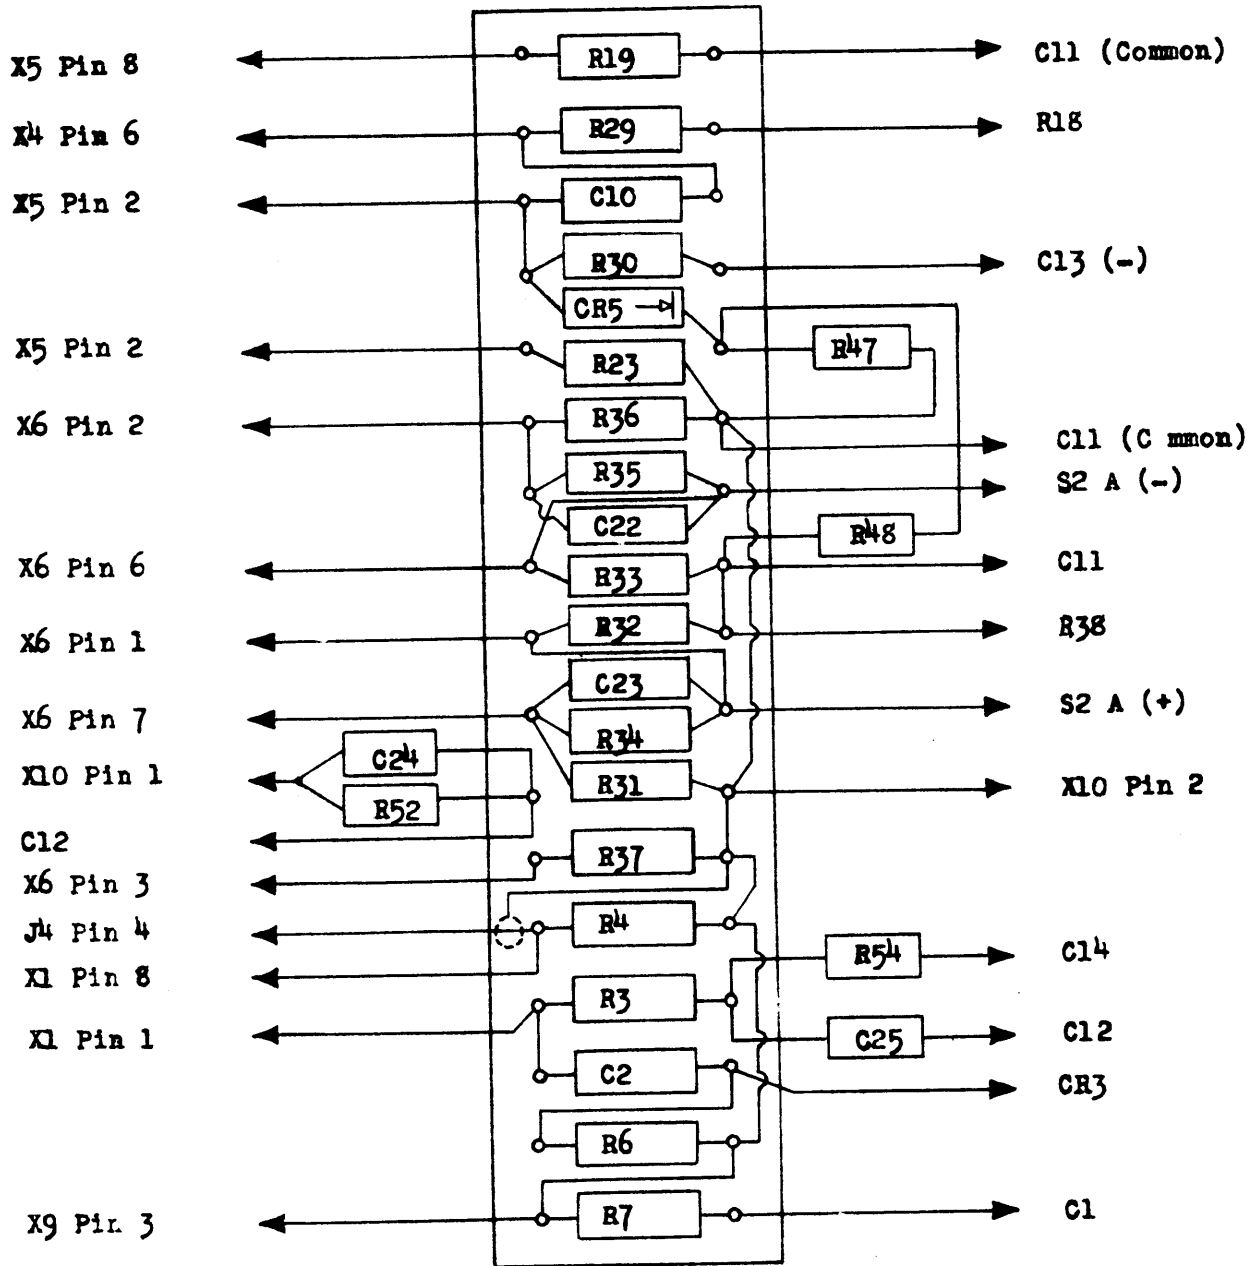 X5 Pin 8
R19
C11 (Common)
X4 Pin 6
R29
R18
X5 Pin 2
C10
R30
C13 (-)
CR5
X5 Pin 2
R23
R47
X6 Pin 2
R36
C11 (C mmon)
R35
S2 A (-)
C22
R48
X6 Pin 6
R33
C11
X6 Pin 1
R32
R38
C23
X6 Pin 7
R34
S2 A (+)
C24
X10 Pin 1
R31
X10 Pin 2
R52
C12
R37
X6 Pin 3
J4 Pin 4
R4
X1 Pin 8
R54
C14
R3
X1 Pin 1
C25
C12
C2
CR3
R6
X9 Pin 3
R7
C1